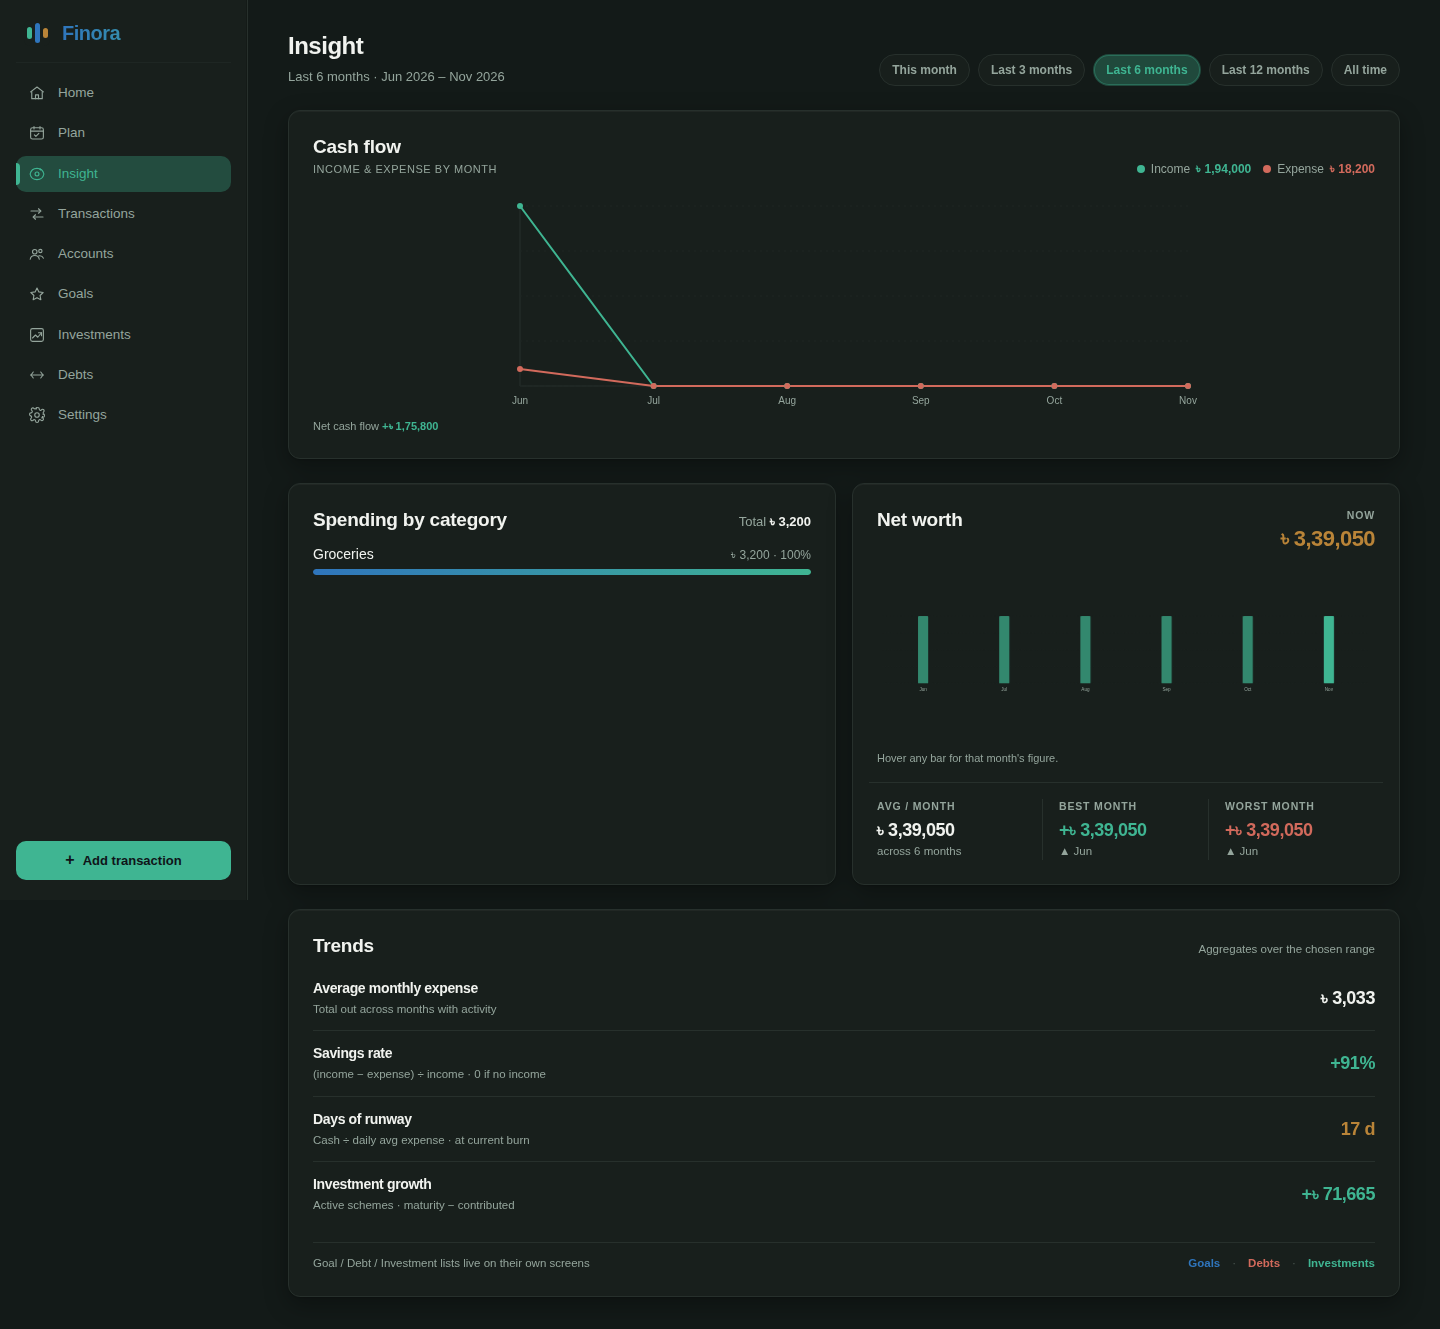 Finora
Home
Plan
Insight
Transactions
Accounts
Goals
Investments
Debts
Settings
+ Add transaction
Insight
Last 6 months · Jun 2026 – Nov 2026
This month
Last 3 months
Last 6 months
Last 12 months
All time
Cash flow
INCOME & EXPENSE BY MONTH
Income ৳ 1,94,000
Expense ৳ 18,200
Jun Jul Aug Sep Oct Nov
Net cash flow +৳ 1,75,800
Spending by category
Total ৳ 3,200
Groceries
৳ 3,200 · 100%
Net worth
NOW
৳ 3,39,050
Jun Jul Aug Sep Oct Nov
Hover any bar for that month's figure.
AVG / MONTH
৳ 3,39,050
across 6 months
BEST MONTH
+৳ 3,39,050
▲ Jun
WORST MONTH
+৳ 3,39,050
▲ Jun
Trends
Aggregates over the chosen range
Average monthly expense
Total out across months with activity
৳ 3,033
Savings rate
(income − expense) ÷ income · 0 if no income
+91%
Days of runway
Cash ÷ daily avg expense · at current burn
17 d
Investment growth
Active schemes · maturity − contributed
+৳ 71,665
Goal / Debt / Investment lists live on their own screens
Goals · Debts · Investments